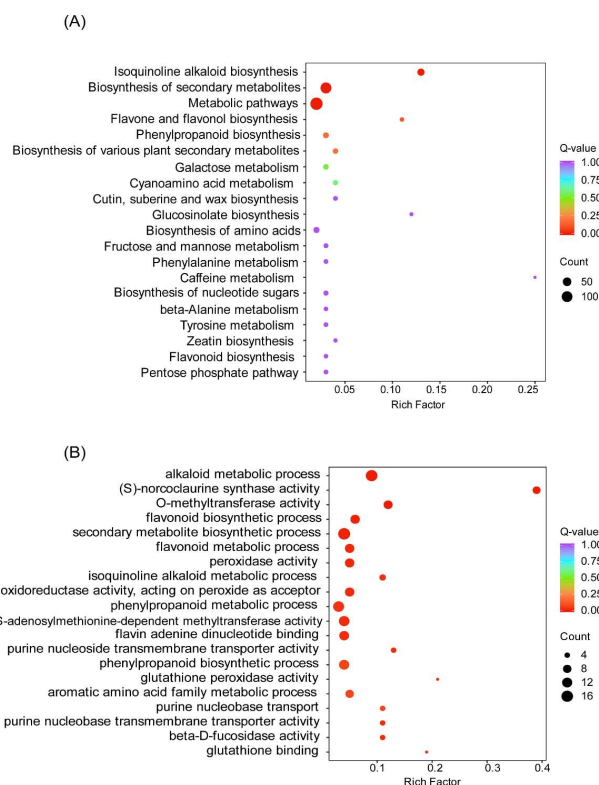 (A)
Isoquinoline alkaloid biosynthesis
Biosynthesis of secondary metabolites
Metabolic pathways
Flavone and flavonol biosynthesis
Phenylpropanoid biosynthesis
Biosynthesis of various plant secondary metabolites
Galactose metabolism
Cyanoamino acid metabolism
Cutin, suberine and wax biosynthesis
Glucosinolate biosynthesis
Biosynthesis of amino acids
Fructose and mannose metabolism
Phenylalanine metabolism
Caffeine metabolism
Biosynthesis of nucleotide sugars
beta-Alanine metabolism
Tyrosine metabolism
Zeatin biosynthesis
Flavonoid biosynthesis
Pentose phosphate pathway
0.05 0.10 0.15 0.20 0.25
Rich Factor
Q-value
1.00
0.75
0.50
0.25
0.00
Count
50
100
(B)
alkaloid metabolic process
(S)-norcoclaurine synthase activity
O-methyltransferase activity
flavonoid biosynthetic process
secondary metabolite biosynthetic process
flavonoid metabolic process
peroxidase activity
isoquinoline alkaloid metabolic process
oxidoreductase activity, acting on peroxide as acceptor
phenylpropanoid metabolic process
S-adenosylmethionine-dependent methyltransferase activity
flavin adenine dinucleotide binding
purine nucleoside transmembrane transporter activity
phenylpropanoid biosynthetic process
glutathione peroxidase activity
aromatic amino acid family metabolic process
purine nucleobase transport
purine nucleobase transmembrane transporter activity
beta-D-fucosidase activity
glutathione binding
0.1 0.2 0.3 0.4
Rich Factor
Q-value
1.00
0.75
0.50
0.25
0.00
Count
4
8
12
16